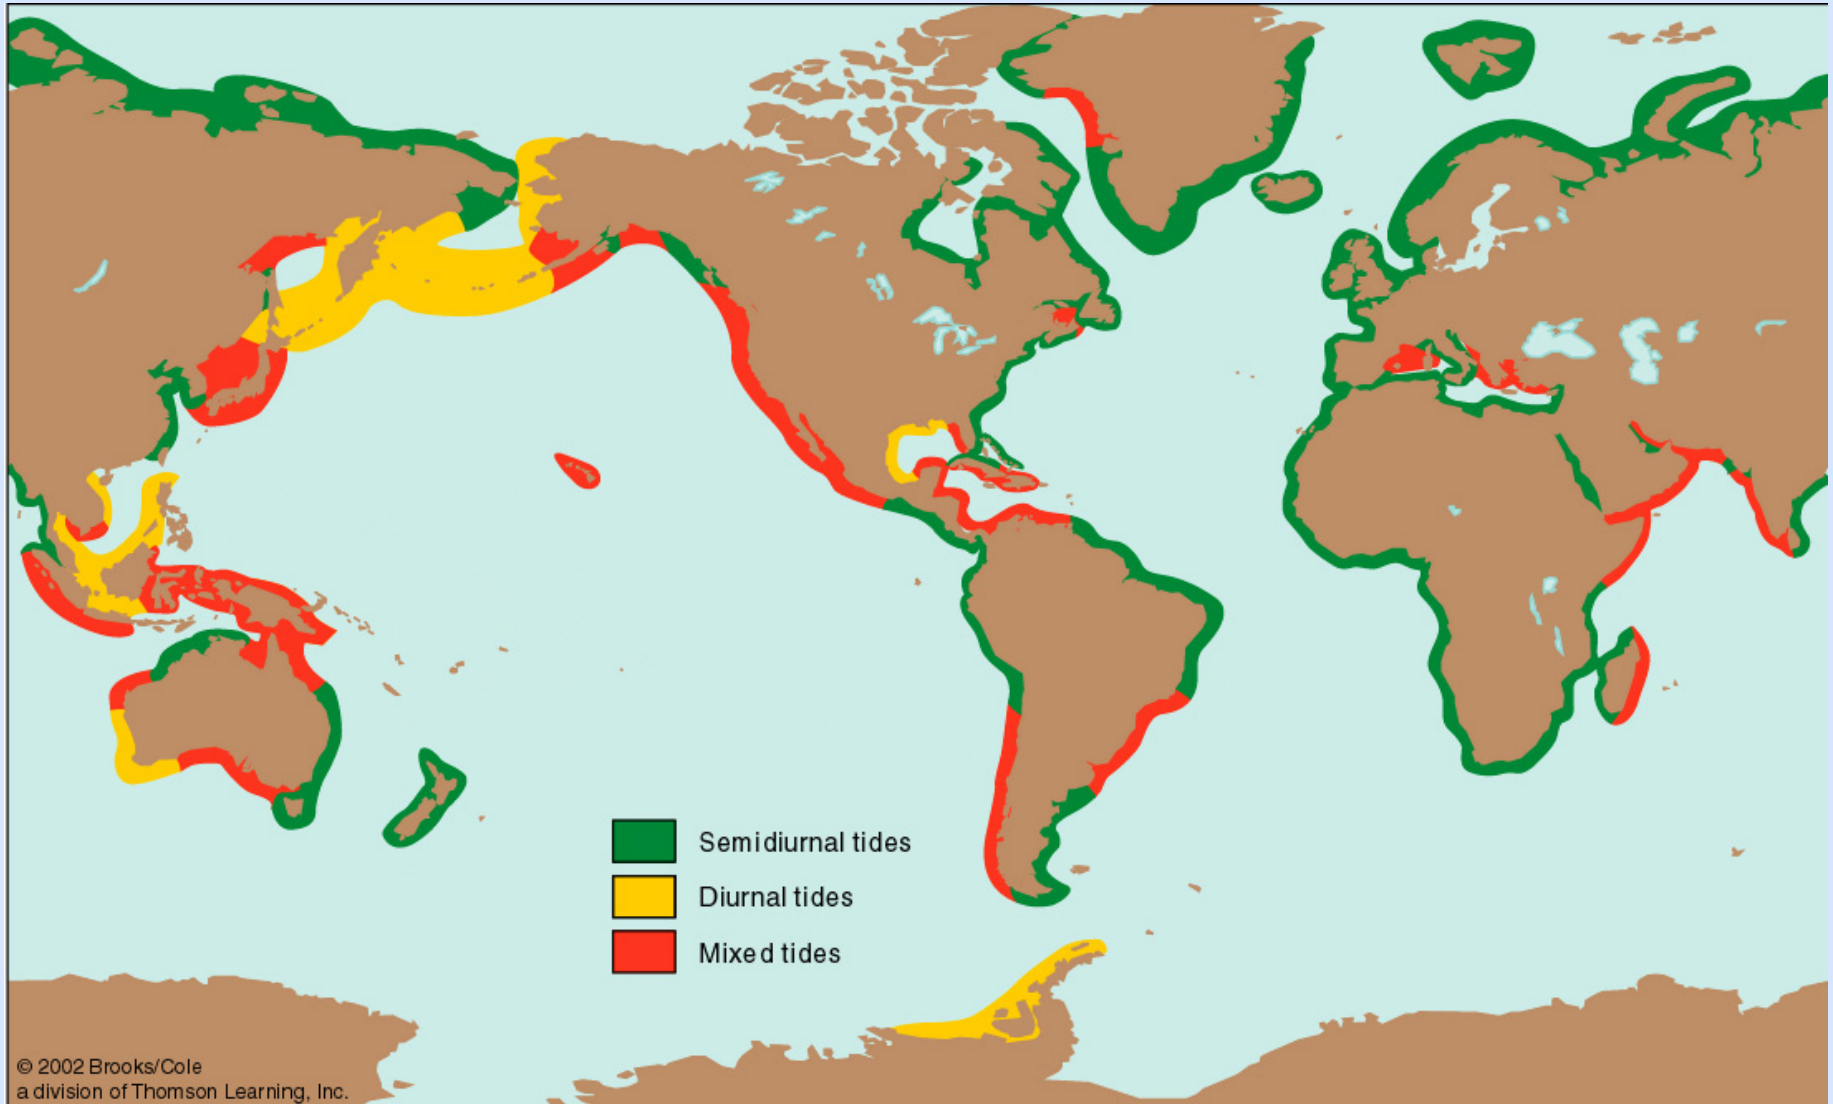 Semidiurnal tides
Diurnal tides
Mixed tides
© 2002 Brooks/Cole
a division of Thomson Learning, Inc.